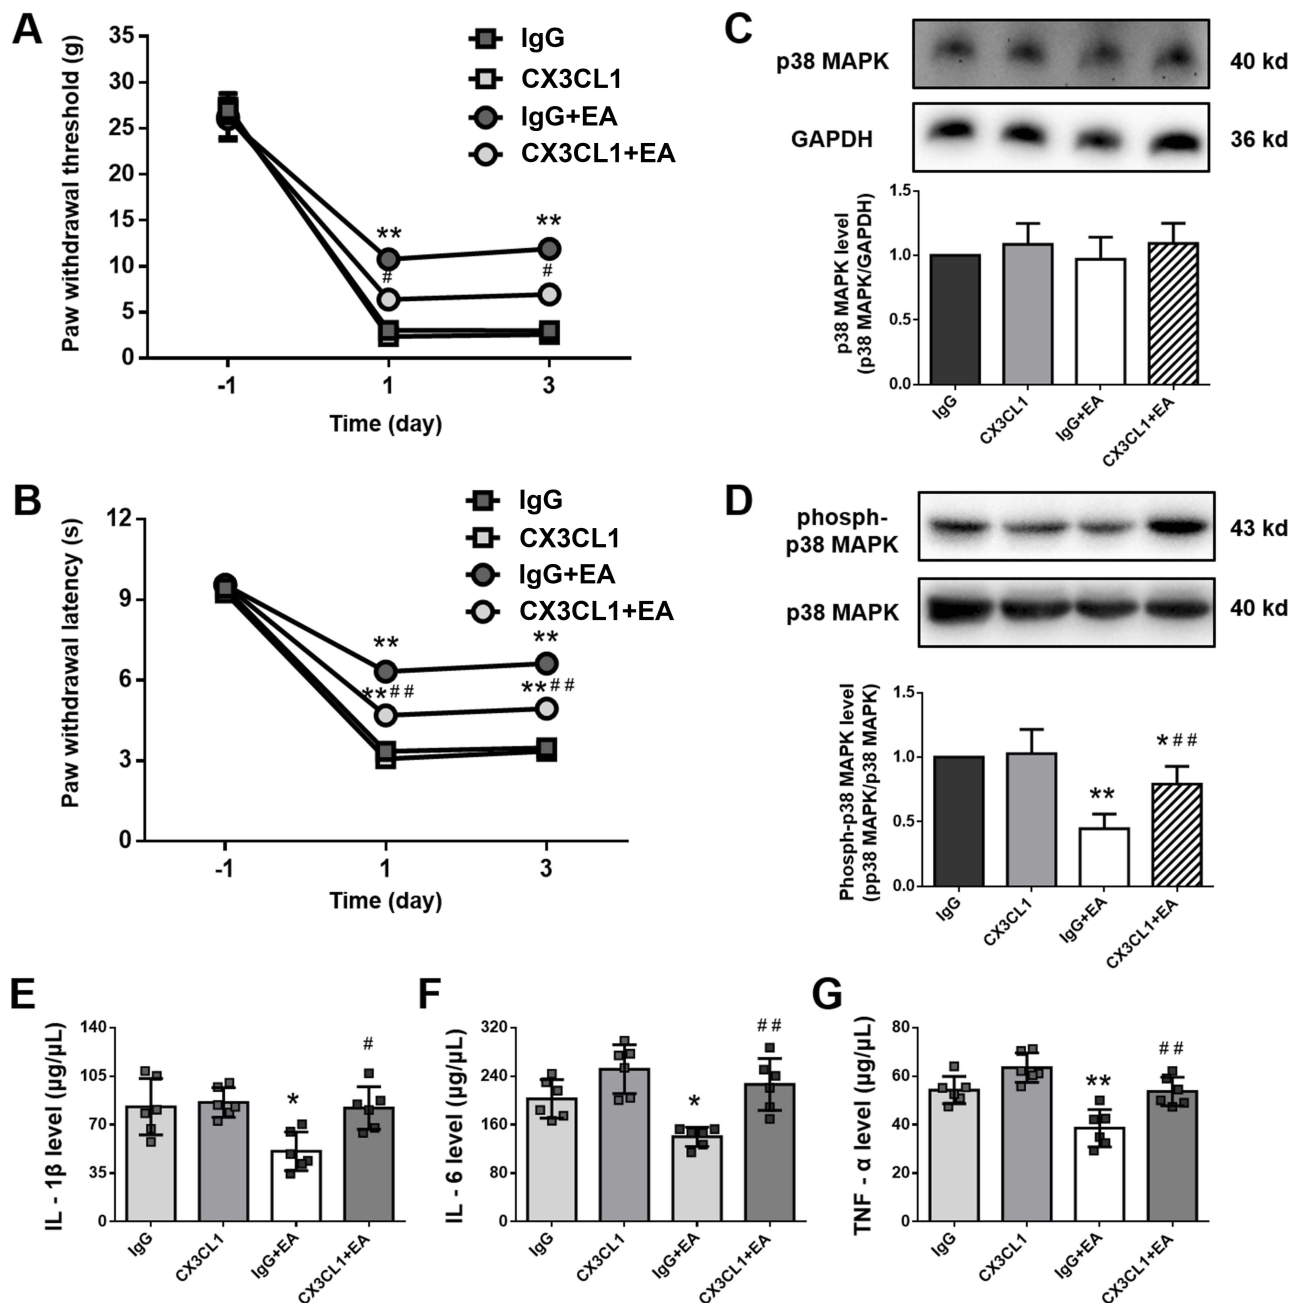 A
Paw withdrawal threshold (g)
35
30
25
20
15
10
5
0
-1
1
3
Time (day)
IgG
CX3CL1
IgG+EA
CX3CL1+EA
**
**
#
#
B
Paw withdrawal latency (s)
12
9
6
3
0
-1
1
3
Time (day)
IgG
CX3CL1
IgG+EA
CX3CL1+EA
**
**
**##
**##
C
p38 MAPK
40 kd
GAPDH
36 kd
p38 MAPK level
(p38 MAPK/GAPDH)
1.5
1.0
0.5
0.0
IgG
CX3CL1
IgG+EA
CX3CL1+EA
D
phosph-
p38 MAPK
43 kd
p38 MAPK
40 kd
Phosph-p38 MAPK level
(pp38 MAPK/p38 MAPK)
1.5
1.0
0.5
0.0
**
*##
IgG
CX3CL1
IgG+EA
CX3CL1+EA
E
IL - 1β level (μg/μL)
140
105
70
35
0
*
#
IgG
CX3CL1
IgG+EA
CX3CL1+EA
F
IL - 6 level (μg/μL)
320
240
160
80
0
*
##
IgG
CX3CL1
IgG+EA
CX3CL1+EA
G
TNF - α level (μg/μL)
80
60
40
20
0
**
##
IgG
CX3CL1
IgG+EA
CX3CL1+EA